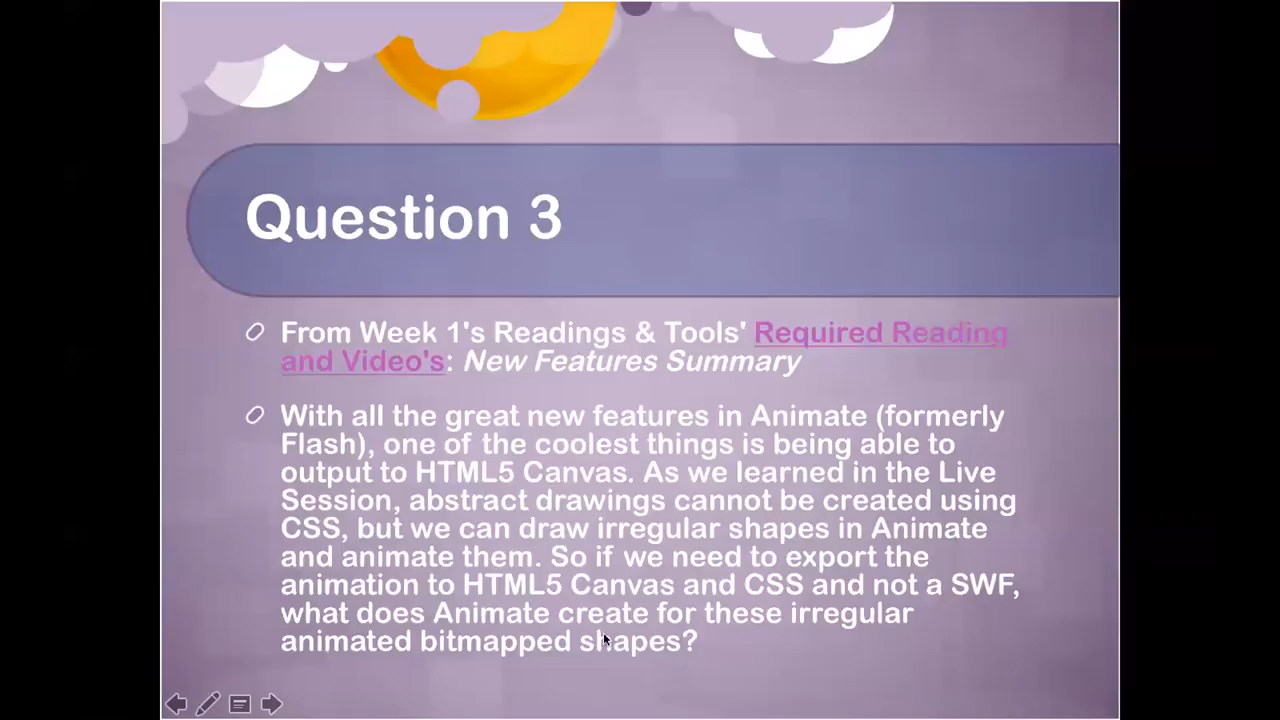 Question 3
From Week 1's Readings & Tools' Required Reading
and Video's: New Features Summary
With all the great new features in Animate (formerly
Flash), one of the coolest things is being able to
output to HTML5 Canvas. As we learned in the Live
Session, abstract drawings cannot be created using
CSS, but we can draw irregular shapes in Animate
and animate them. So if we need to export the
animation to HTML5 Canvas and CSS and not a SWF,
what does Animate create for these irregular
animated bitmapped shapes?